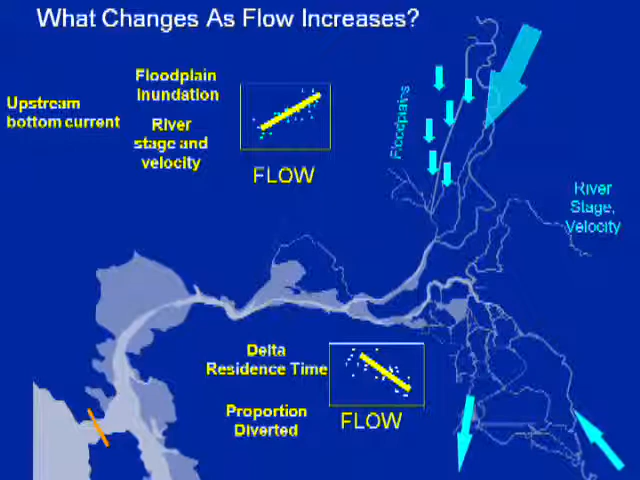 What Changes As Flow Increases?
Upstream
bottom current
Floodplain
Inundation
River
stage and
velocity
FLOW
Floodplains
River
Stage,
Velocity
Delta
Residence Time
Proportion
Diverted
FLOW